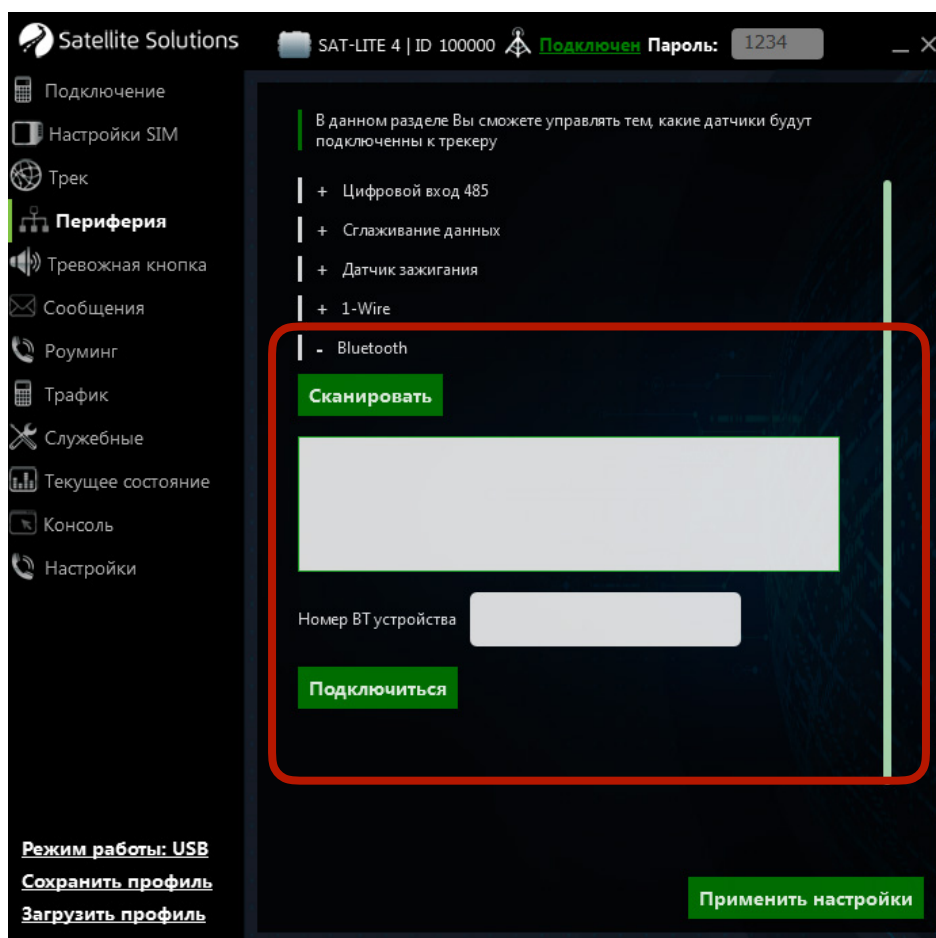 Satellite Solutions
SAT-LITE 4 | ID 100000 Подключен Пароль: 1234
Подключение
Настройки SIM
Трек
Периферия
Тревожная кнопка
Сообщения
Роуминг
Трафик
Служебные
Текущее состояние
Консоль
Настройки
Режим работы: USB
Сохранить профиль
Загрузить профиль
В данном разделе Вы сможете управлять тем, какие датчики будут
подключенны к трекеру
+ Цифровой вход 485
+ Сглаживание данных
+ Датчик зажигания
+ 1-Wire
- Bluetooth
Сканировать
Номер BT устройства
Подключиться
Применить настройки